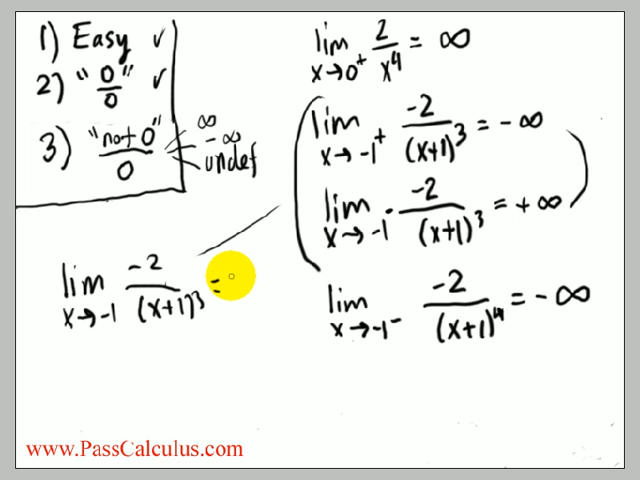 1) Easy ✓
2) "0/0" ✓
3) "not 0"/0 ∞ -∞ undef
lim x→0⁺ 2/x⁴ = ∞
lim x→-1⁺ -2/(x+1)³ = -∞
lim x→-1⁻ -2/(x+1)³ = +∞
lim x→-1 -2/(x+1)³ =
lim x→-1⁻ -2/(x+1)⁴ = -∞
www.PassCalculus.com